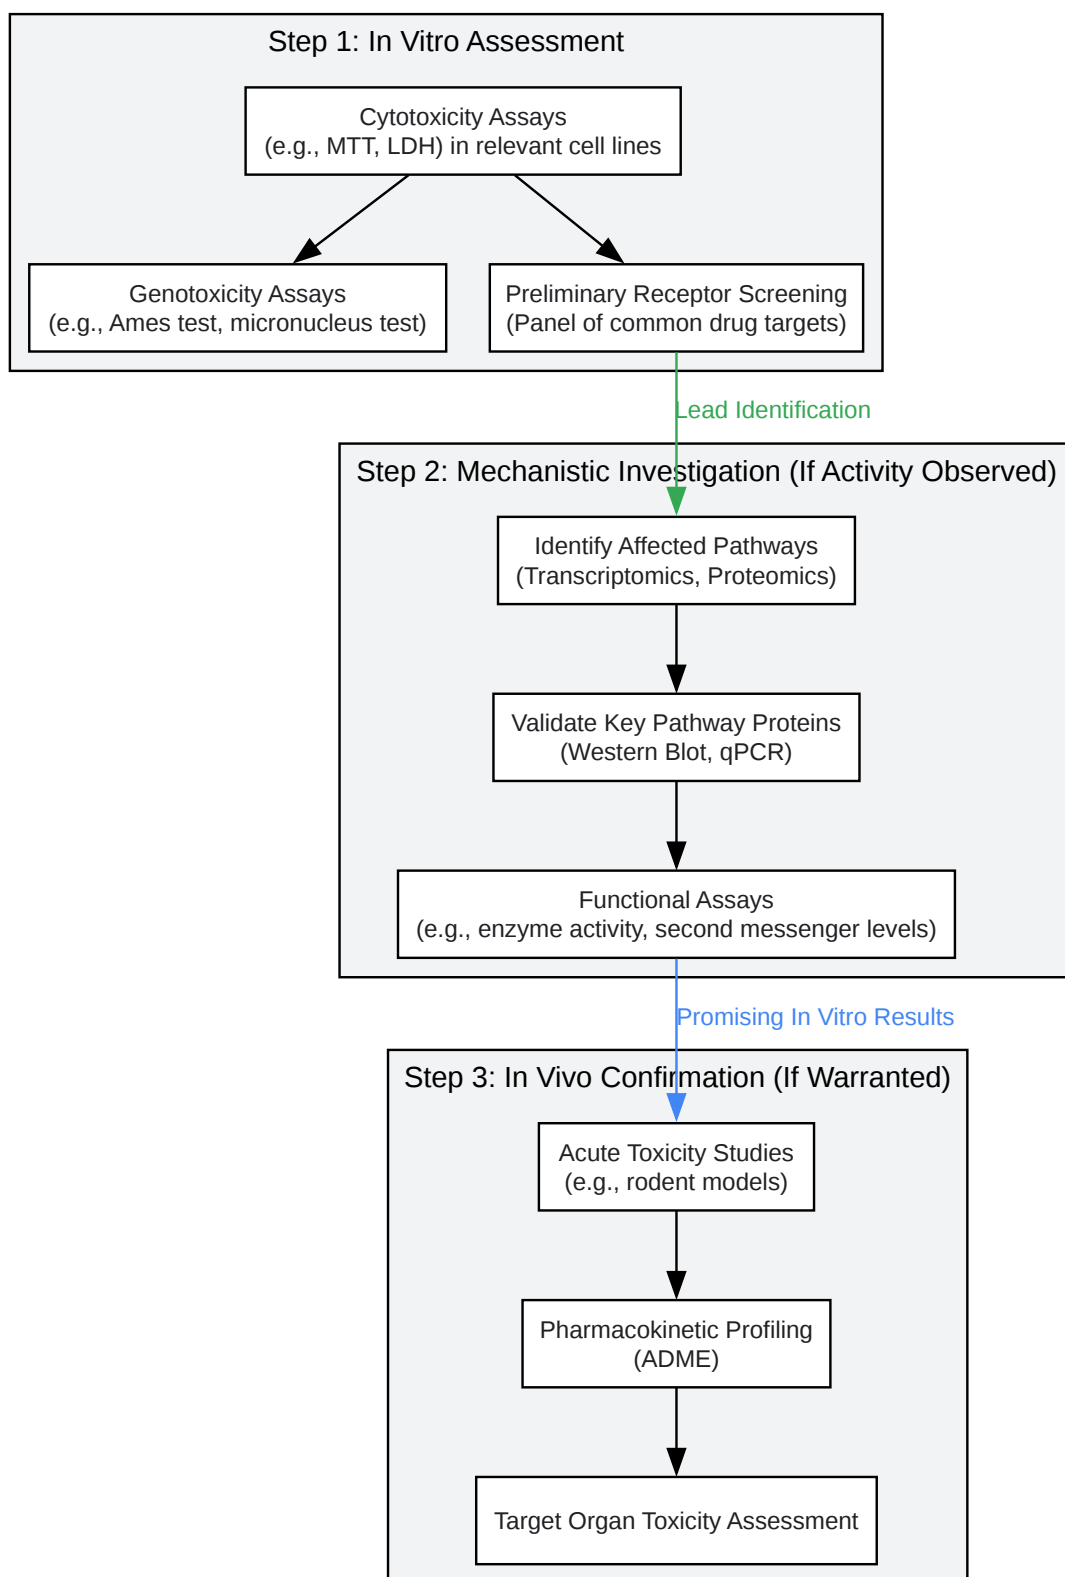 Step 1: In Vitro Assessment
Cytotoxicity Assays
(e.g., MTT, LDH) in relevant cell lines
Genotoxicity Assays
(e.g., Ames test, micronucleus test)
Preliminary Receptor Screening
(Panel of common drug targets)
Lead Identification
Step 2: Mechanistic Investigation (If Activity Observed)
Identify Affected Pathways
(Transcriptomics, Proteomics)
Validate Key Pathway Proteins
(Western Blot, qPCR)
Functional Assays
(e.g., enzyme activity, second messenger levels)
Promising In Vitro Results
Step 3: In Vivo Confirmation (If Warranted)
Acute Toxicity Studies
(e.g., rodent models)
Pharmacokinetic Profiling
(ADME)
Target Organ Toxicity Assessment